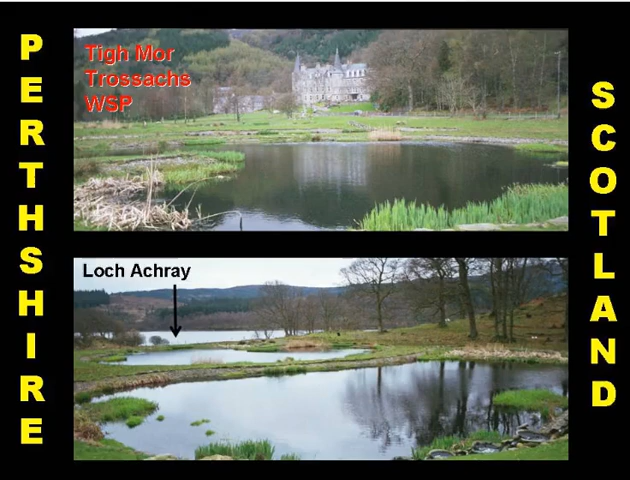 PERTHSHIRE
Tigh Mor
Trossachs
WSP
Loch Achray
SCOTLAND